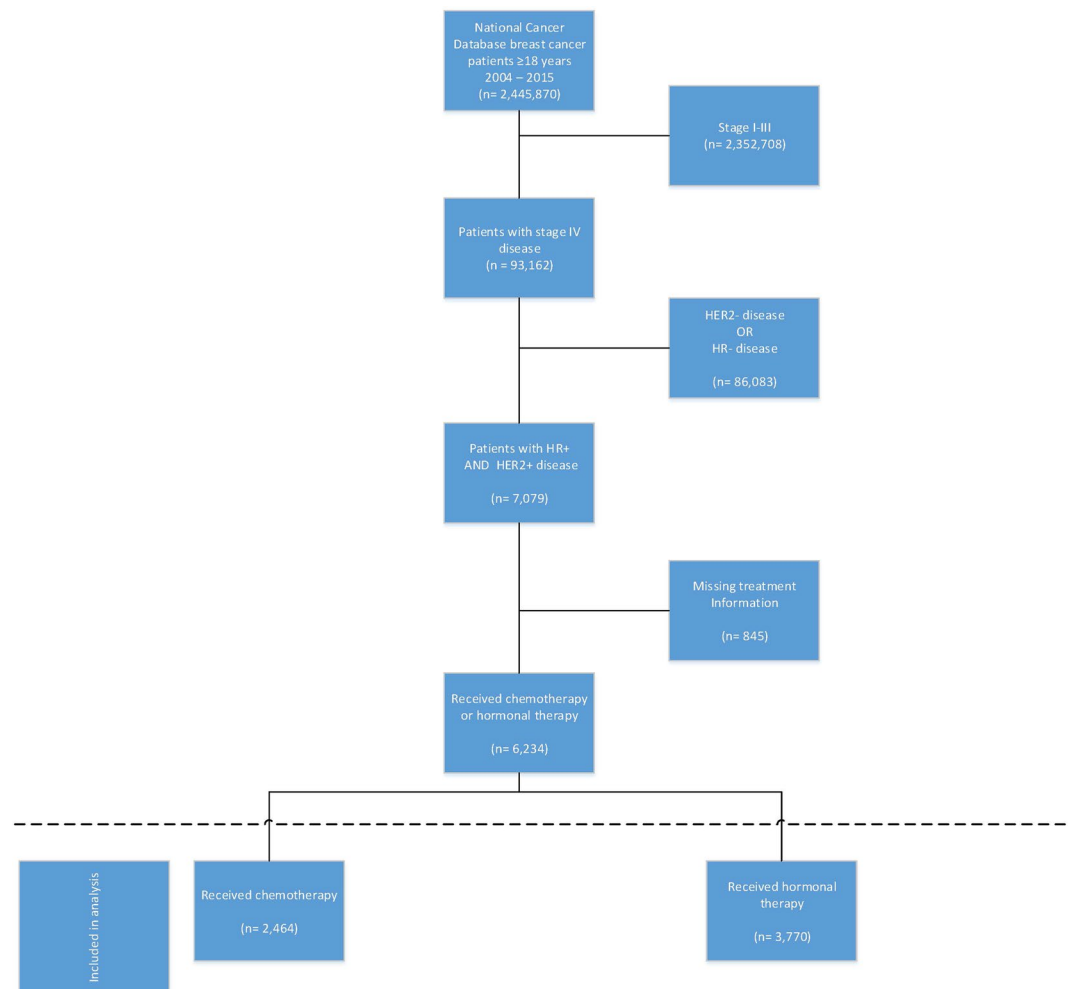 National Cancer
Database breast cancer
patients ≥18 years
2004 – 2015
(n= 2,445,870)
Stage I-III
(n= 2,352,708)
Patients with stage IV
disease
(n = 93,162)
HER2- disease
OR
HR- disease
(n= 86,083)
Patients with HR+
AND HER2+ disease
(n= 7,079)
Missing treatment
Information
(n= 845)
Received chemotherapy
or hormonal therapy
(n= 6,234)
Included in analysis
Received chemotherapy
(n= 2,464)
Received hormonal
therapy
(n= 3,770)